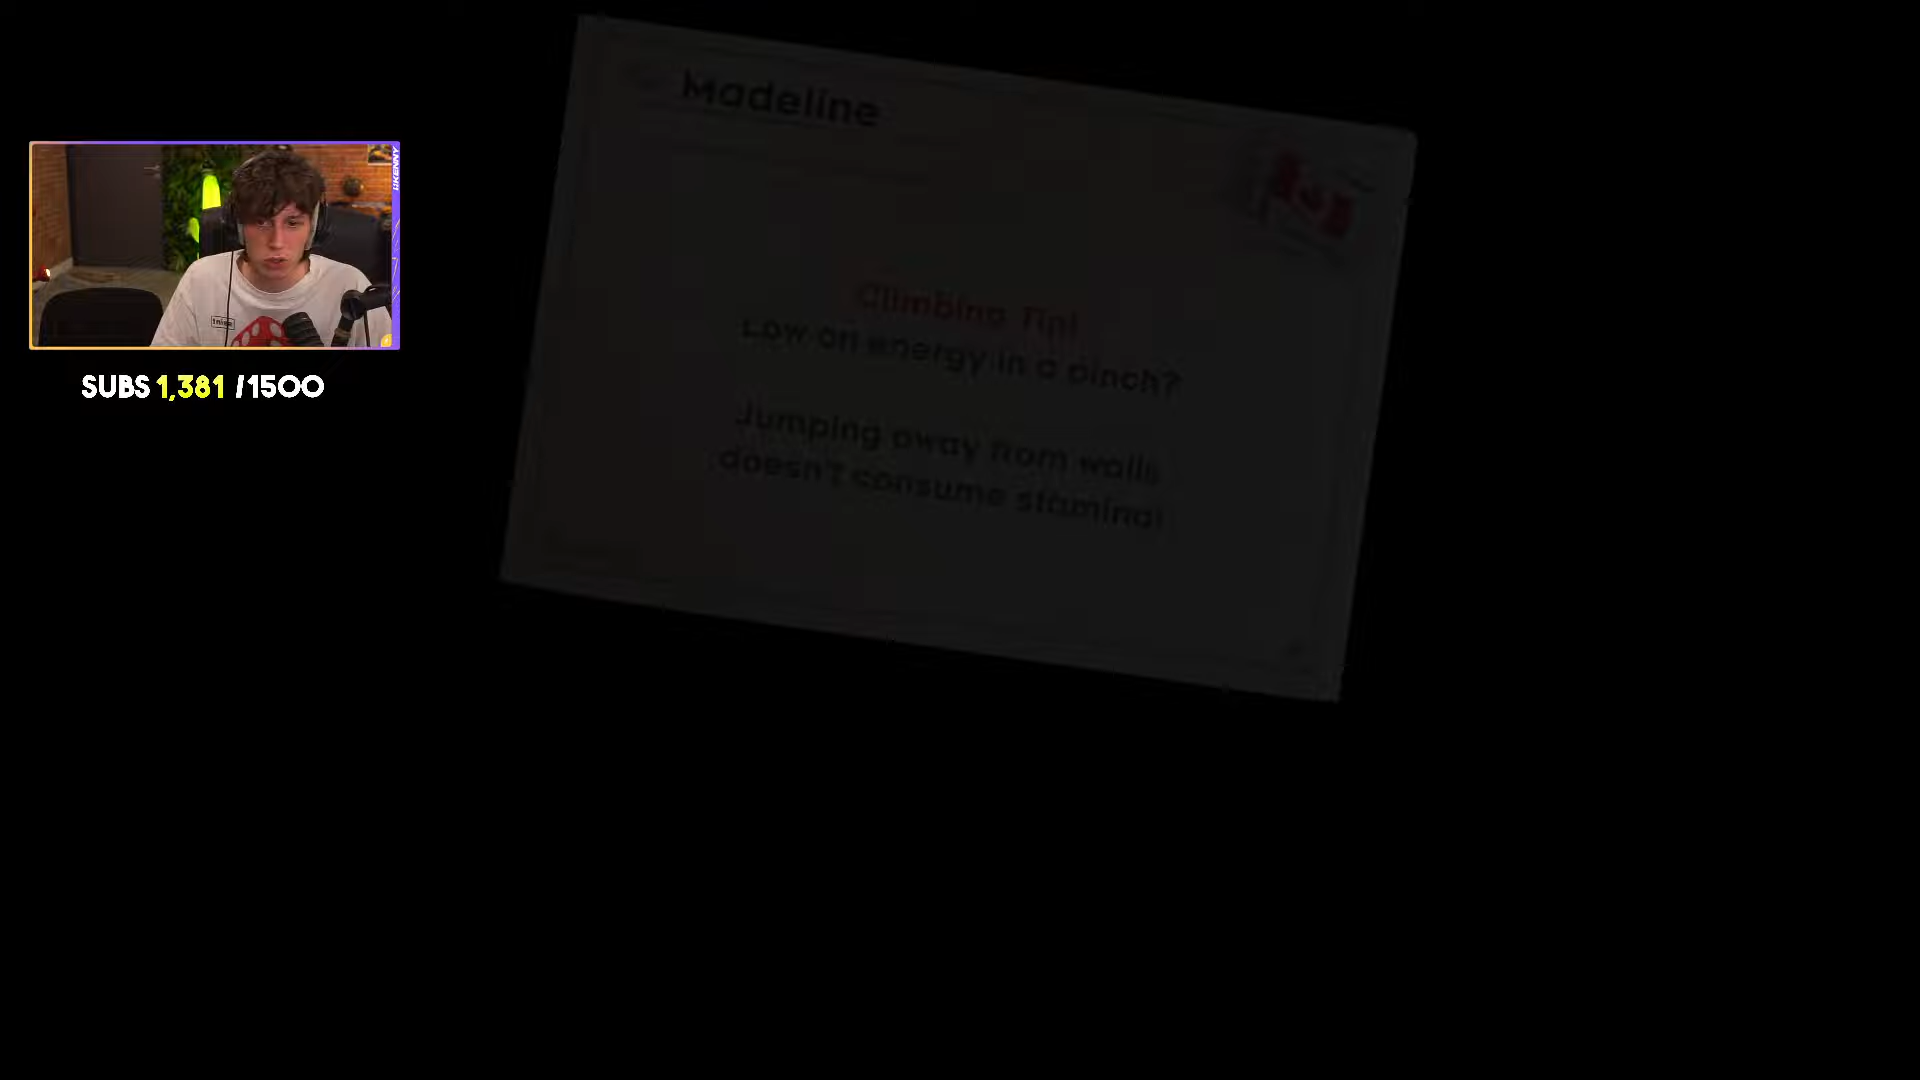 Madeline
Climbing Tip!
Low on energy in a pinch?
Jumping away from walls
doesn't consume stamina!
SUBS 1,381 /1500